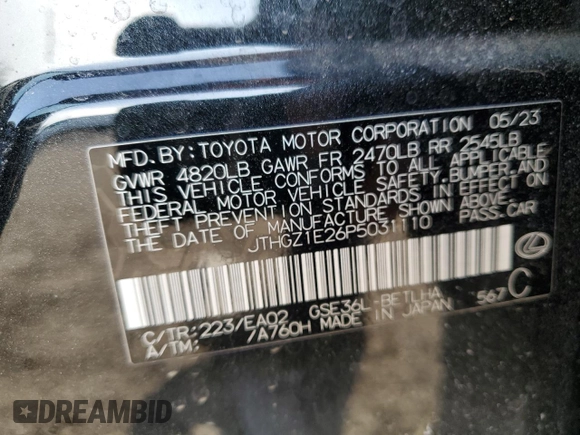 MFD. BY: TOYOTA MOTOR CORPORATION 05/23
GVWR 4820LB GAWR FR 2470LB RR 2545LB
THIS VEHICLE CONFORMS TO ALL APPLICABLE
FEDERAL MOTOR VEHICLE SAFETY, BUMPER, AND
THEFT PREVENTION STANDARDS IN EFFECT ON
THE DATE OF MANUFACTURE SHOWN ABOVE.
JTHGZ1E26P5031110 PASS. CAR
C/TR: 223/EA02 GSE36L-BETLHA 567 C
A/TM: /A760H MADE IN JAPAN
DREAMBID